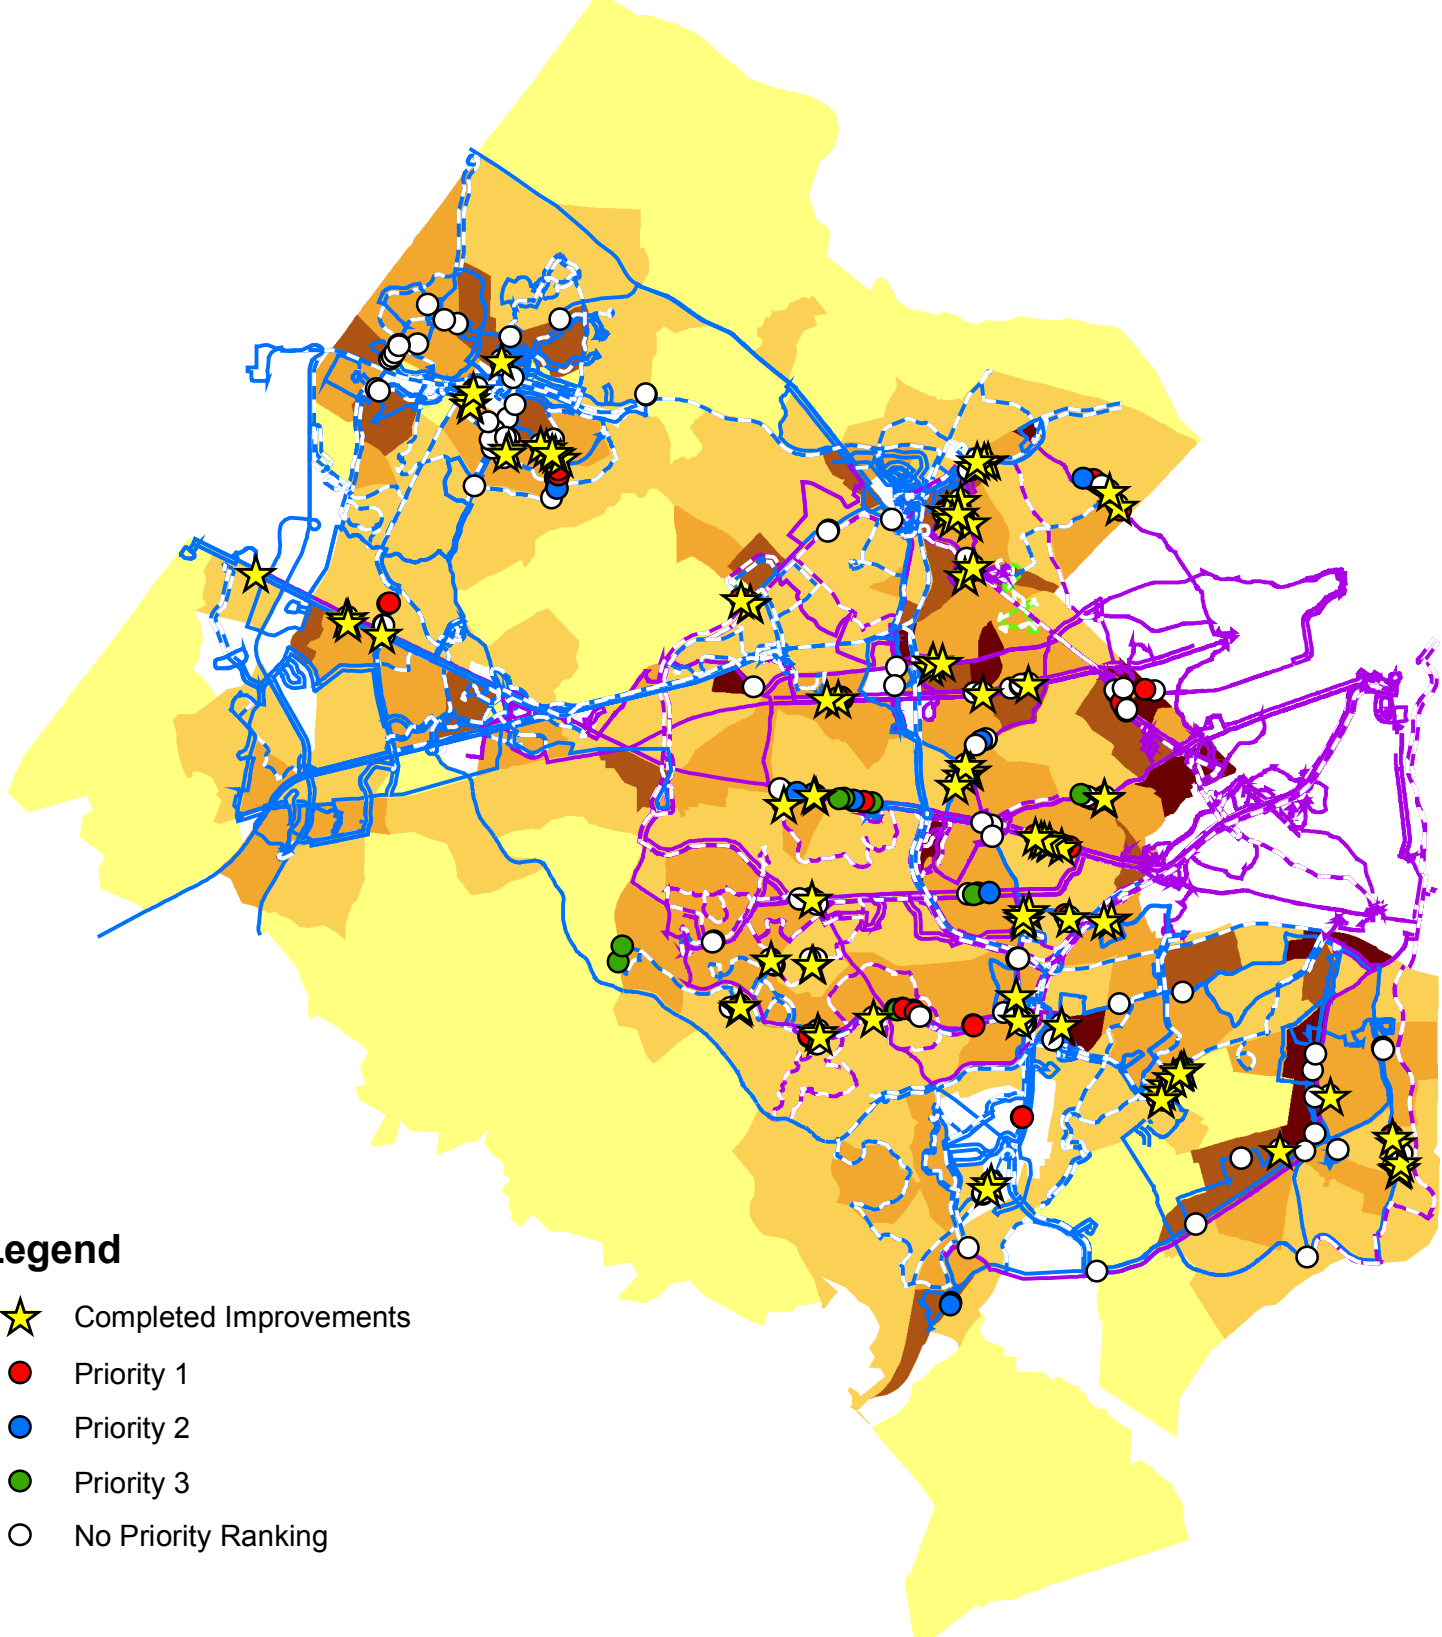 Legend
Completed Improvements
Priority 1
Priority 2
Priority 3
No Priority Ranking